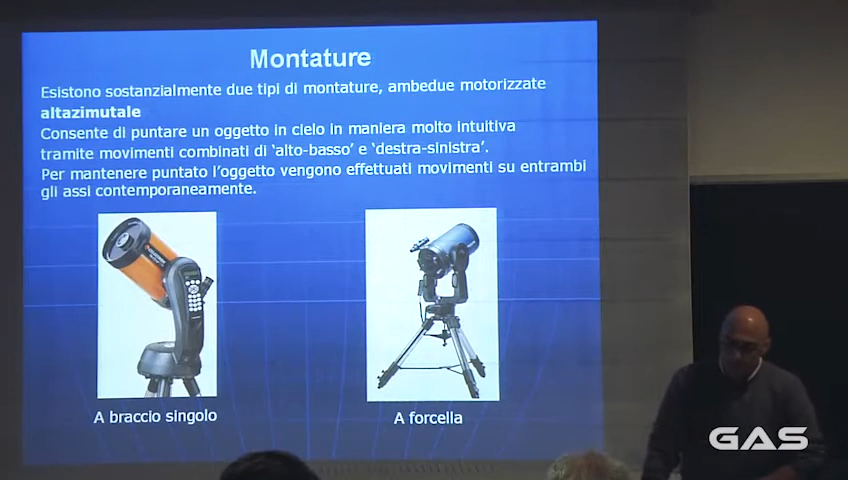 Montature
Esistono sostanzialmente due tipi di montature, ambedue motorizzate
altazimutale
Consente di puntare un oggetto in cielo in maniera molto intuitiva
tramite movimenti combinati di ‘alto-basso’ e ‘destra-sinistra’.
Per mantenere puntato l’oggetto vengono effettuati movimenti su entrambi
gli assi contemporaneamente.
A braccio singolo
A forcella
GAS